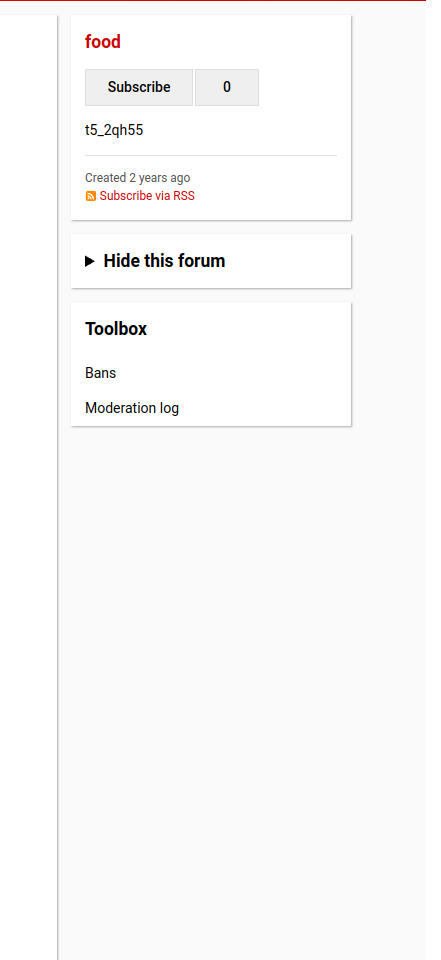 food
Subscribe 0
t5_2qh55
Created 2 years ago
Subscribe via RSS
Hide this forum
Toolbox
Bans
Moderation log